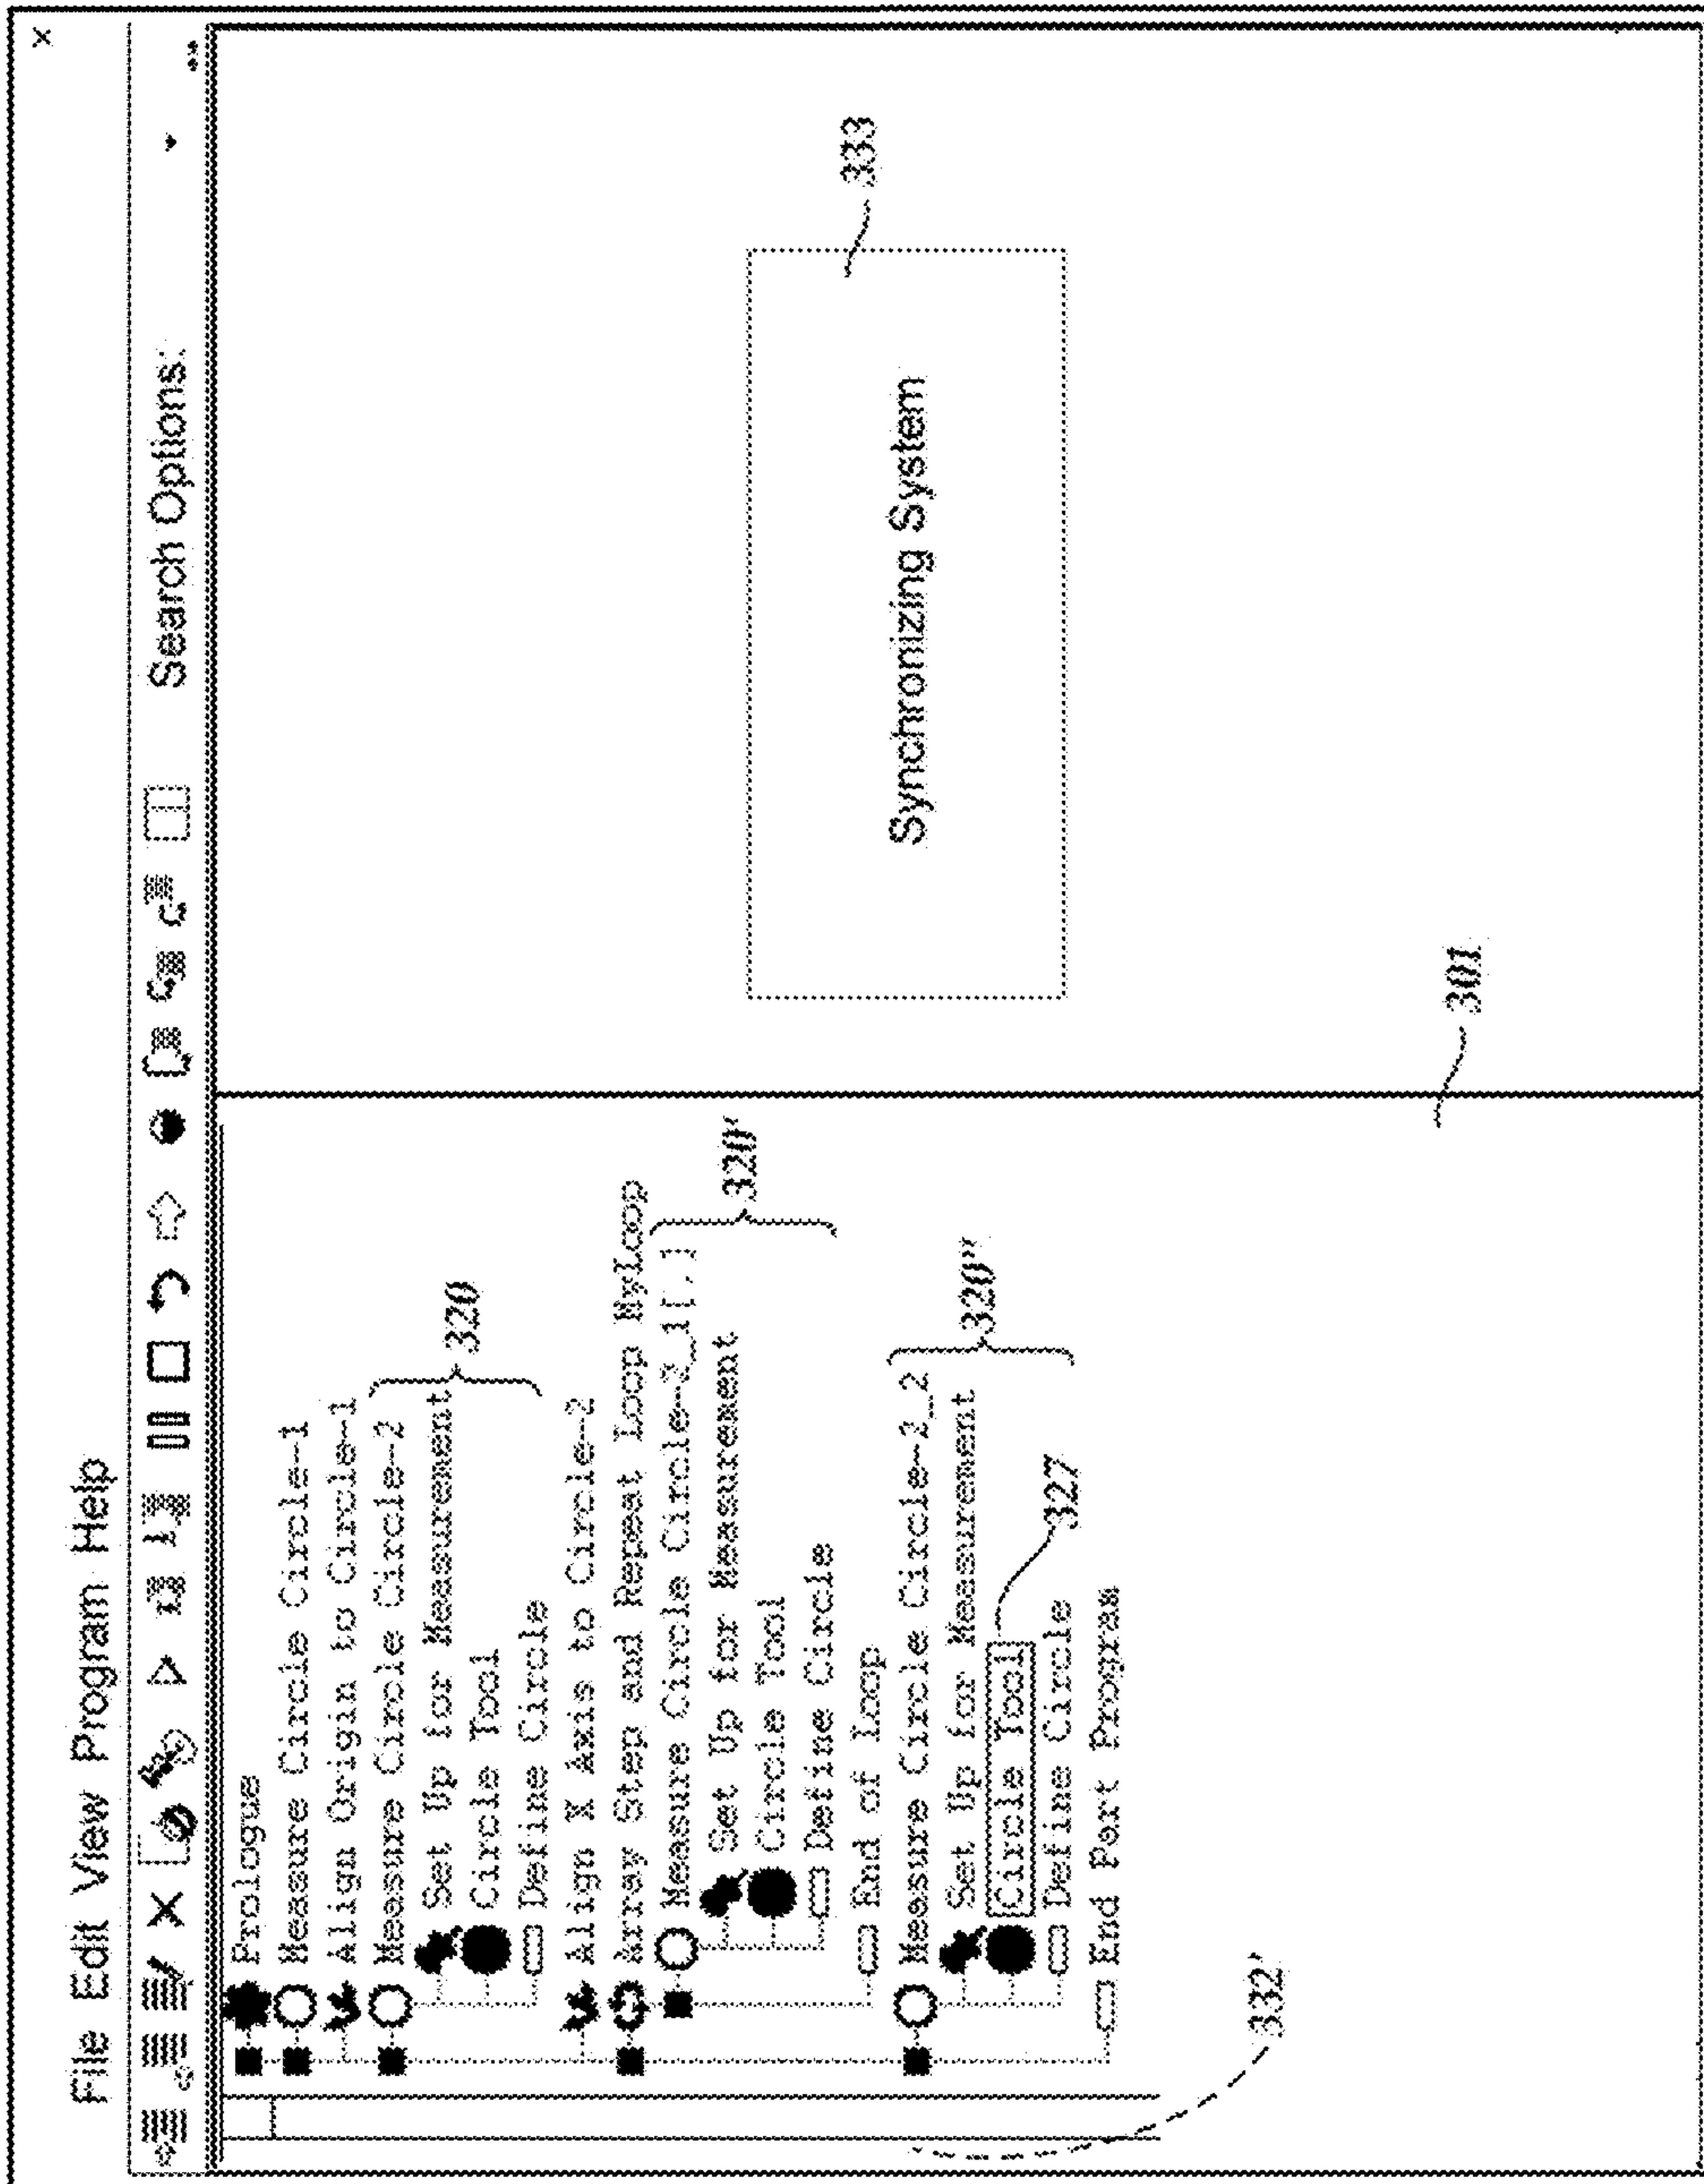 File Edit View Program Help
Search Options:
Prologue
Measure Circle Circle-1
Align Origin to Circle-1
Measure Circle Circle-2
Set Up for Measurement
Circle Tool
Define Circle
320
Align X Axis to Circle-2
Array Step and Repeat Loop MyLoop
Measure Circle Circle-2_1[,]
Set Up for Measurement
Circle Tool
Define Circle
320'
End of Loop
Measure Circle Circle-2_2
Set Up for Measurement
Circle Tool
Define Circle
320''
327
End Part Program
332'
Synchronizing System
333
301